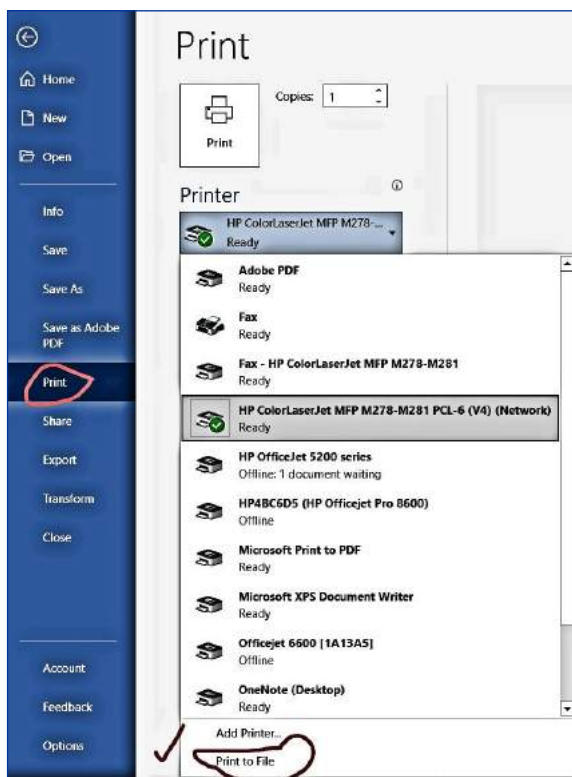 Print
Home
New
Open
Info
Save
Save As
Save as Adobe
PDF
Print
Share
Export
Transform
Close
Account
Feedback
Options
Print
Copies: 1
Printer
HP ColorLaserJet MFP M278-...
Ready
Adobe PDF
Ready
Fax
Ready
Fax - HP ColorLaserJet MFP M278-M281
Ready
HP ColorLaserJet MFP M278-M281 PCL-6 (V4) (Network)
Ready
HP OfficeJet 5200 series
Offline: 1 document waiting
HP4BC6D5 (HP Officejet Pro 8600)
Offline
Microsoft Print to PDF
Ready
Microsoft XPS Document Writer
Ready
Officejet 6600 [1A13A5]
Offline
OneNote (Desktop)
Ready
Add Printer...
Print to File